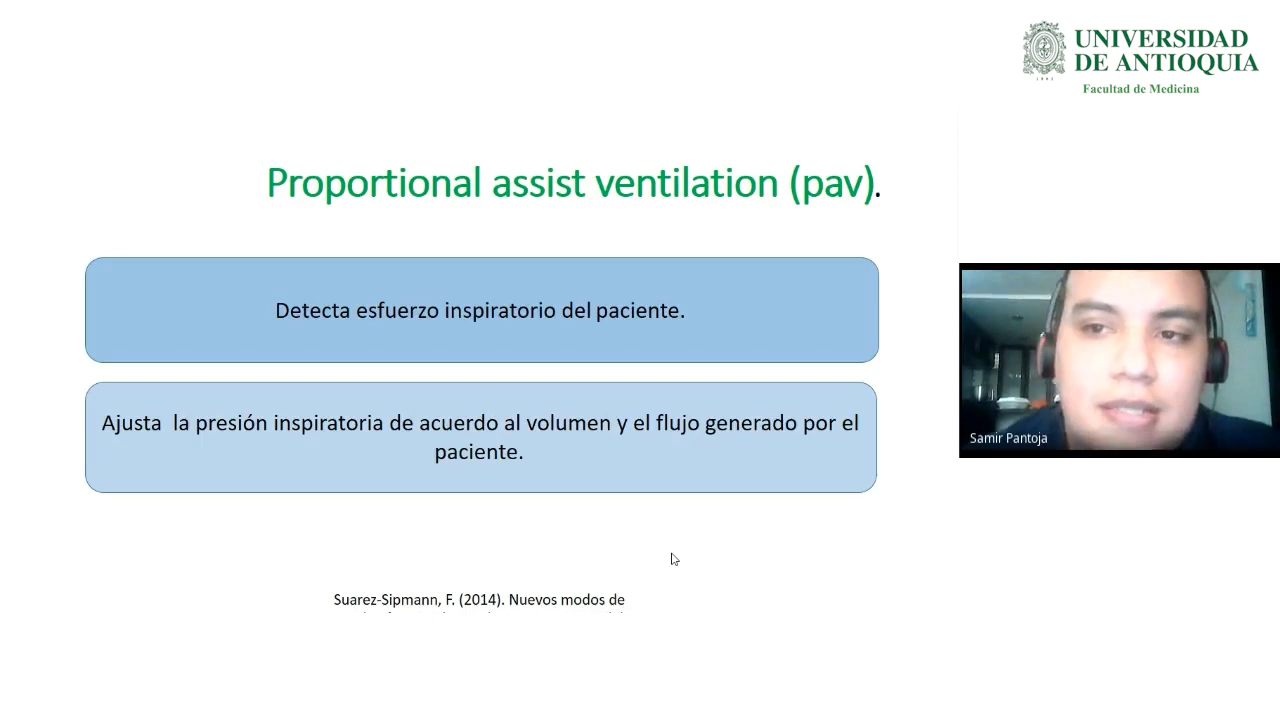 UNIVERSIDAD
DE ANTIOQUIA
Facultad de Medicina
Proportional assist ventilation (pav).
Detecta esfuerzo inspiratorio del paciente.
Ajusta la presión inspiratoria de acuerdo al volumen y el flujo generado por el
paciente.
Samir Pantoja
Suarez-Sipmann, F. (2014). Nuevos modos de